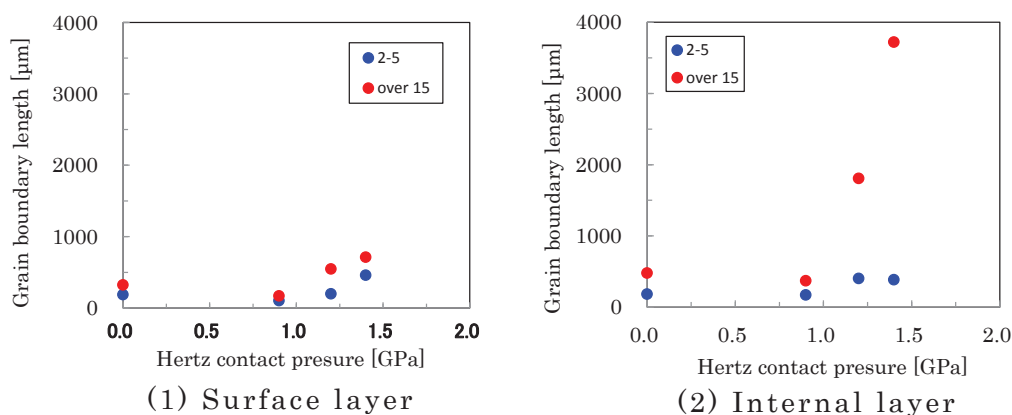 4000
3000
2000
1000
0
Grain boundary length [µm]
2-5
over 15
0.0 0.5 1.0 1.5 2.0
Hertz contact presure [GPa]
(1) Surface layer
4000
3000
2000
1000
0
Grain boundary length [µm]
2-5
over 15
0.0 0.5 1.0 1.5 2.0
Hertz contact presure [GPa]
(2) Internal layer